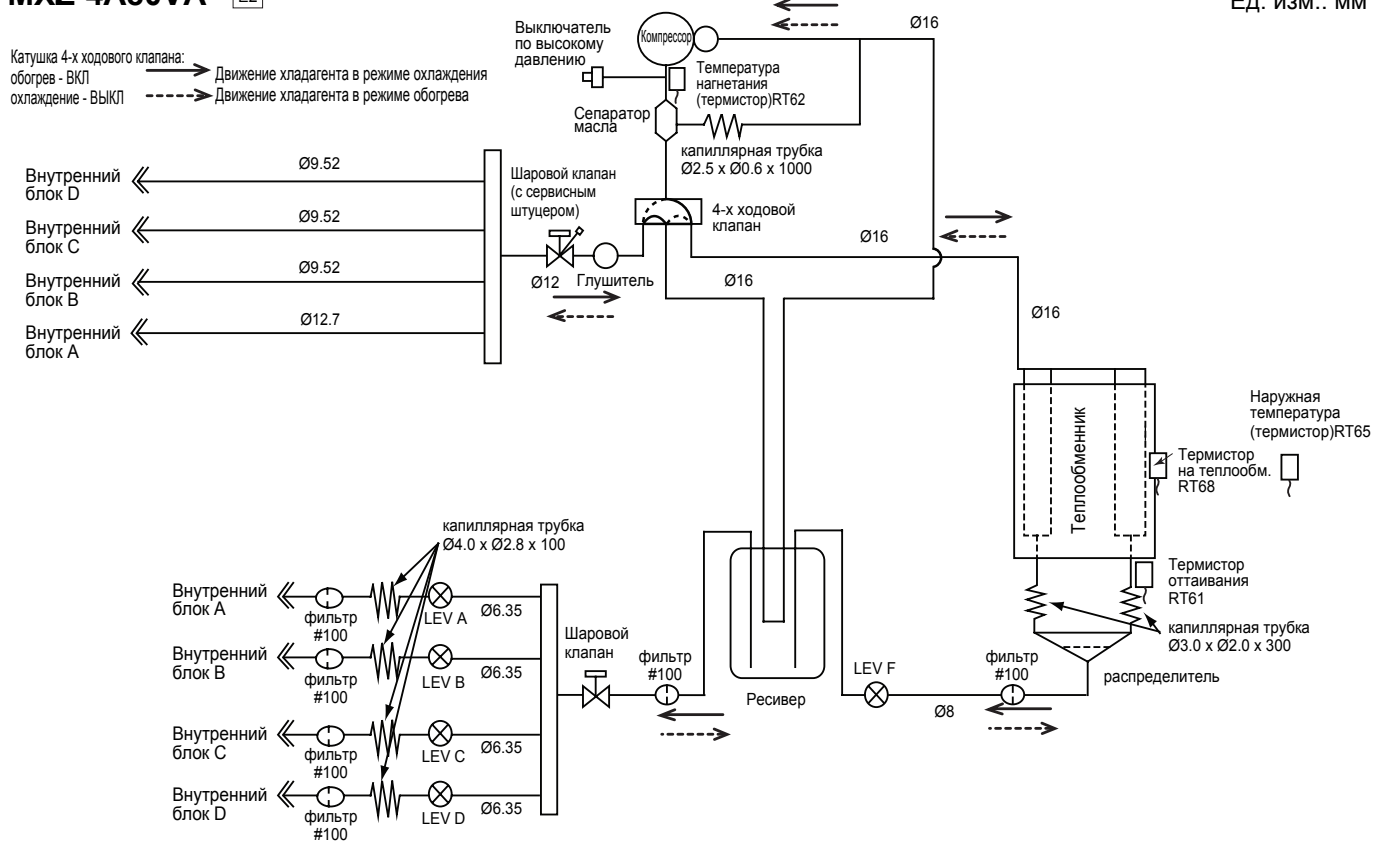 Ед. изм.: мм
Катушка 4-х ходового клапана:
обогрев - ВКЛ
охлаждение - ВЫКЛ
Движение хладагента в режиме охлаждения
Движение хладагента в режиме обогрева
Выключатель
по высокому
давлению
Компрессор
Ø16
Температура
нагнетания
(термистор)RT62
Сепаратор
масла
капиллярная трубка
Ø2.5 x Ø0.6 x 1000
Внутренний
блок D
Ø9.52
Внутренний
блок C
Ø9.52
Внутренний
блок B
Ø9.52
Внутренний
блок A
Ø12.7
Шаровой клапан
(с сервисным
штуцером)
4-х ходовой
клапан
Ø12
Глушитель
Ø16
Ø16
Ø16
Теплообменник
Наружная
температура
(термистор)RT65
Термистор
на теплообм.
RT68
Термистор
оттаивания
RT61
капиллярная трубка
Ø3.0 x Ø2.0 x 300
распределитель
капиллярная трубка
Ø4.0 x Ø2.8 x 100
Внутренний
блок A
фильтр
#100
LEV A
Ø6.35
Внутренний
блок B
фильтр
#100
LEV B
Ø6.35
Внутренний
блок C
фильтр
#100
LEV C
Ø6.35
Внутренний
блок D
фильтр
#100
LEV D
Ø6.35
Шаровой
клапан
фильтр
#100
Ресивер
LEV F
Ø8
фильтр
#100